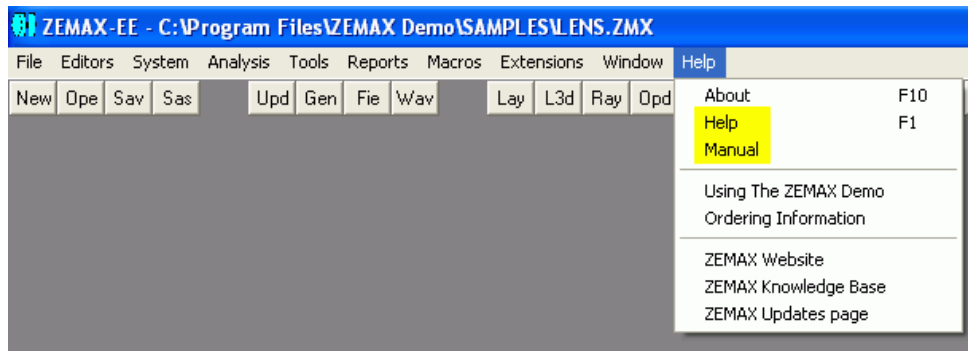 ZEMAX-EE - C:\Program Files\ZEMAX Demo\SAMPLES\LENS.ZMX
File Editors System Analysis Tools Reports Macros Extensions Window Help
New Ope Sav Sas Upd Gen Fie Wav Lay L3d Ray Opd
About F10
Help F1
Manual
Using The ZEMAX Demo
Ordering Information
ZEMAX Website
ZEMAX Knowledge Base
ZEMAX Updates page